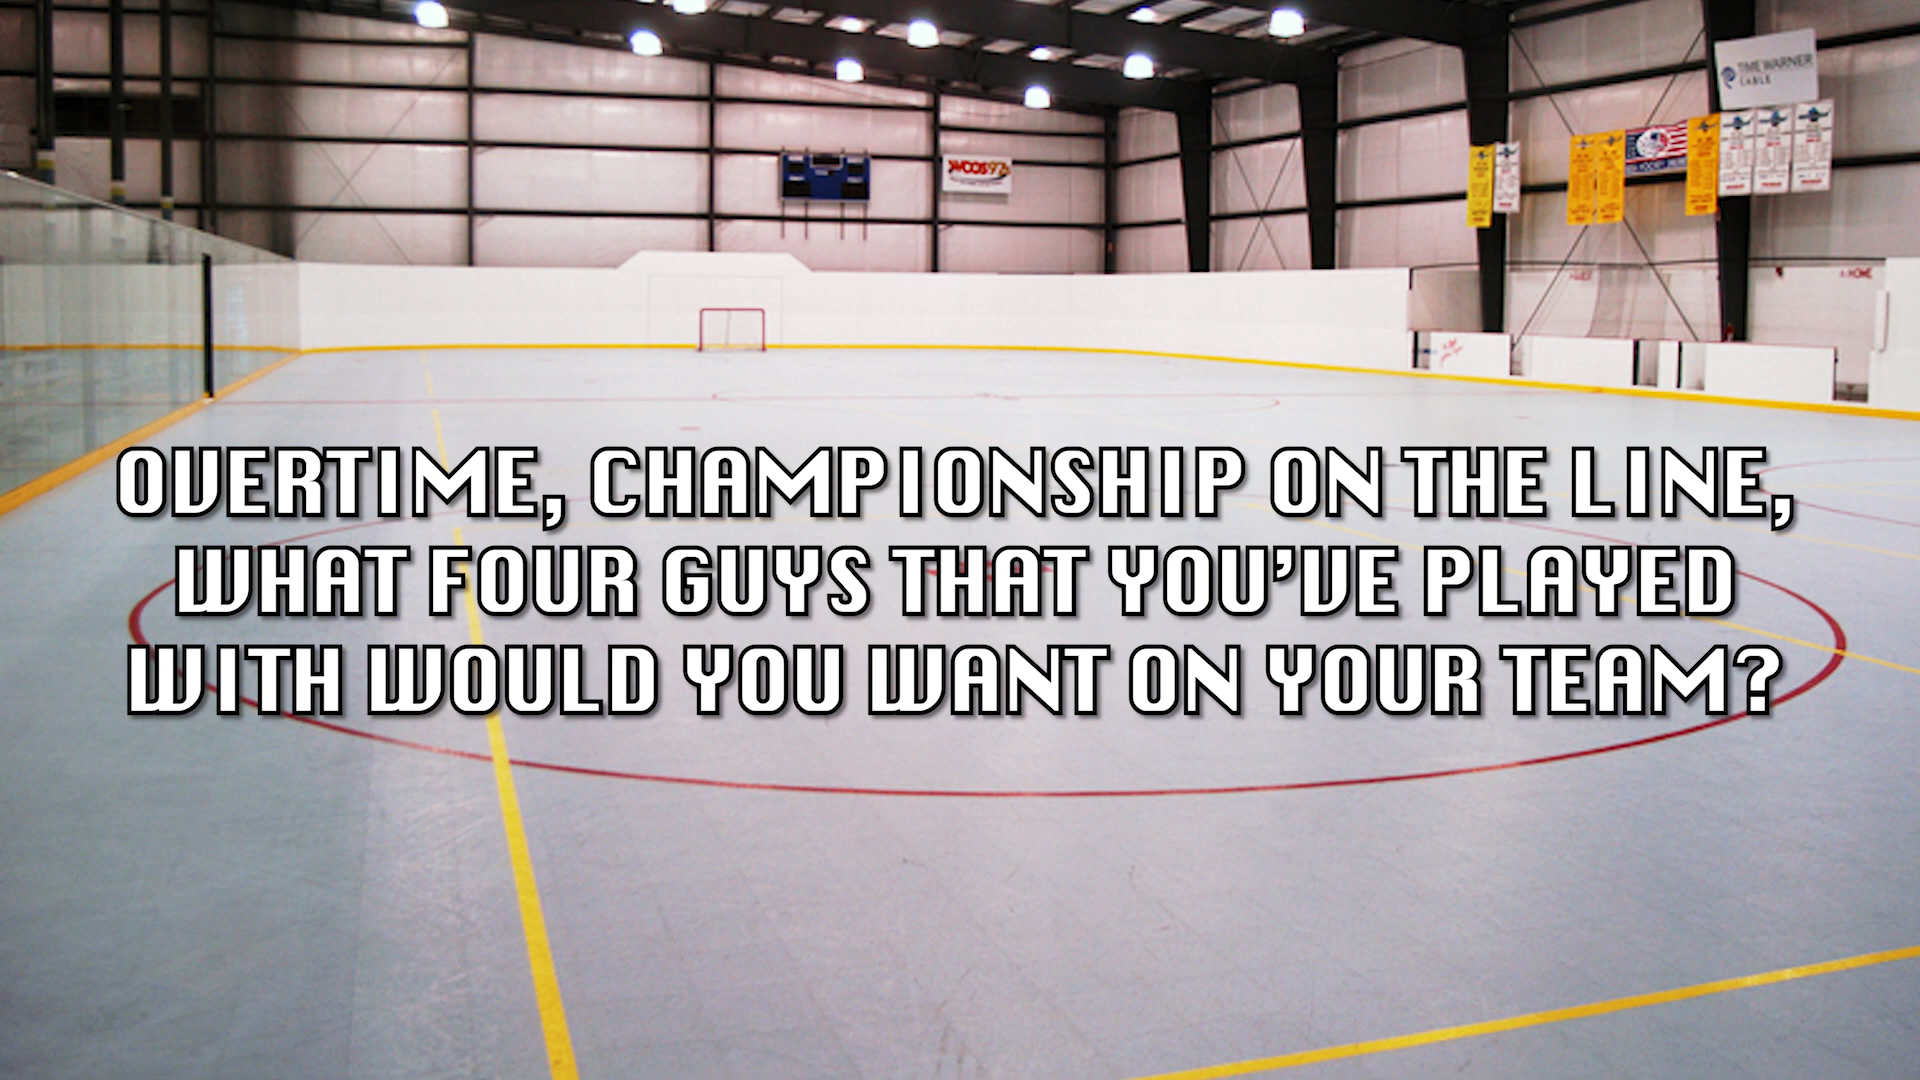 TIME WARNER
CABLE
OVERTIME, CHAMPIONSHIP ON THE LINE,
WHAT FOUR GUYS THAT YOU'VE PLAYED
WITH WOULD YOU WANT ON YOUR TEAM?